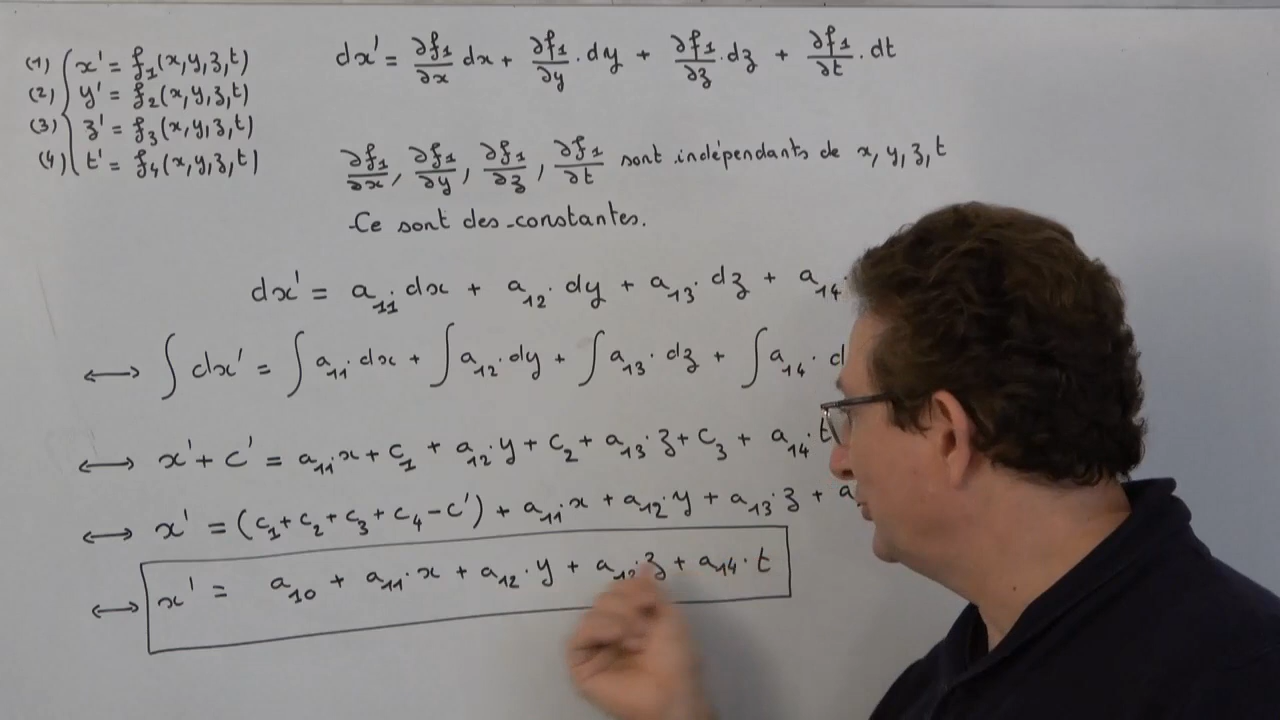 (1) x' = f₁(x,y,z,t)
(2) y' = f₂(x,y,z,t)
(3) z' = f₃(x,y,z,t)
(4) t' = f₄(x,y,z,t)
dx' = ∂f₁/∂x dx + ∂f₁/∂y · dy + ∂f₁/∂z · dz + ∂f₁/∂t · dt
∂f₁/∂x, ∂f₁/∂y, ∂f₁/∂z, ∂f₁/∂t sont indépendants de x, y, z, t
Ce sont des constantes.
dx' = a₁₁· dx + a₁₂· dy + a₁₃· dz + a₁₄·
⟷ ∫ dx' = ∫ a₁₁· dx + ∫ a₁₂· dy + ∫ a₁₃· dz + ∫ a₁₄· d
⟷ x' + c' = a₁₁· x + c₁ + a₁₂· y + c₂ + a₁₃· z + c₃ + a₁₄· t
⟷ x' = (c₁ + c₂ + c₃ + c₄ - c') + a₁₁· x + a₁₂· y + a₁₃· z + a
⟷ x' = a₁₀ + a₁₁· x + a₁₂· y + a₁₃· z + a₁₄· t